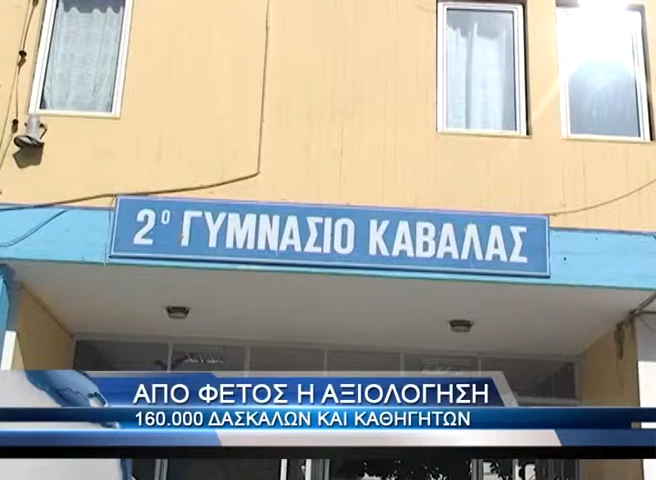 2ο ΓΥΜΝΑΣΙΟ ΚΑΒΑΛΑΣ
ΑΠΟ ΦΕΤΟΣ Η ΑΞΙΟΛΟΓΗΣΗ
160.000 ΔΑΣΚΑΛΩΝ ΚΑΙ ΚΑΘΗΓΗΤΩΝ